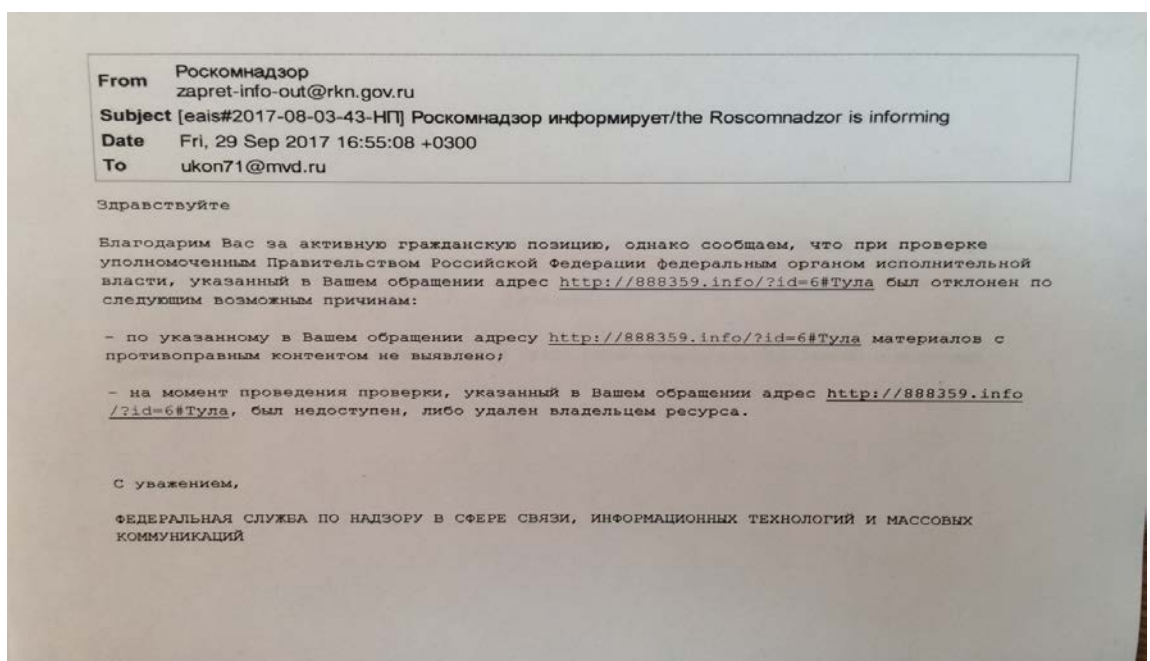 From Роскомнадзор
zapret-info-out@rkn.gov.ru
Subject [eais#2017-08-03-43-НП] Роскомнадзор информирует/the Roscomnadzor is informing
Date Fri, 29 Sep 2017 16:55:08 +0300
To ukon71@mvd.ru
Здравствуйте
Благодарим Вас за активную гражданскую позицию, однако сообщаем, что при проверке
уполномоченным Правительством Российской Федерации федеральным органом исполнительной
власти, указанный в Вашем обращении адрес http://888359.info/?id=6#Тула был отклонен по
следующим возможным причинам:
- по указанному в Вашем обращении адресу http://888359.info/?id=6#Тула материалов с
противоправным контентом не выявлено;
- на момент проведения проверки, указанный в Вашем обращении адрес http://888359.info
/?id=6#Тула, был недоступен, либо удален владельцем ресурса.
С уважением,
ФЕДЕРАЛЬНАЯ СЛУЖБА ПО НАДЗОРУ В СФЕРЕ СВЯЗИ, ИНФОРМАЦИОННЫХ ТЕХНОЛОГИЙ И МАССОВЫХ
КОММУНИКАЦИЙ